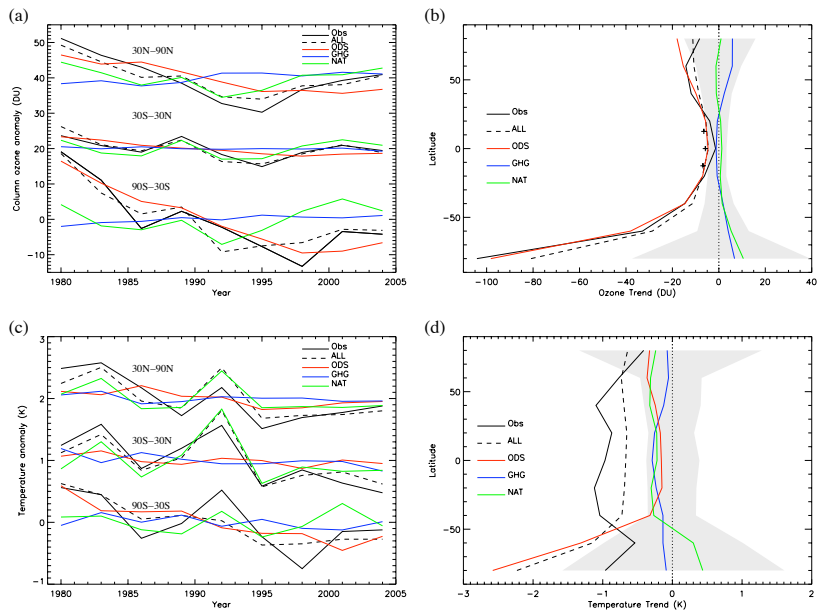 (a)
Column ozone anomaly (DU)
50
40
30
20
10
0
−10
30N−90N
30S−30N
90S−30S
Obs
ALL
ODS
GHG
NAT
1980 1985 1990 1995 2000 2005
Year
(b)
Latitude
50
0
−50
Obs
ALL
ODS
GHG
NAT
−100 −80 −60 −40 −20 0 20 40
Ozone Trend (DU)
(c)
Temperature anomaly (K)
3
2
1
0
−1
30N−90N
30S−30N
90S−30S
Obs
ALL
ODS
GHG
NAT
1980 1985 1990 1995 2000 2005
Year
(d)
Latitude
50
0
−50
Obs
ALL
ODS
GHG
NAT
−3 −2 −1 0 1 2
Temperature Trend (K)